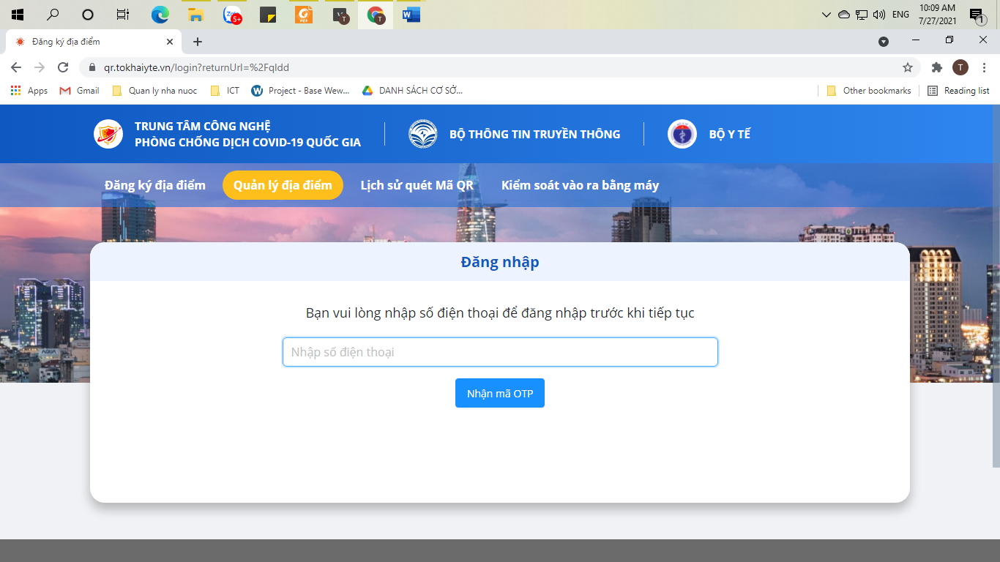 Zalo
5+
PDF
V
T
T
ENG
10:09 AM
7/27/2021
1
Đăng ký địa điểm
qr.tokhaiyte.vn/login?returnUrl=%2Fqldd
T
Apps
Gmail
Quan ly nha nuoc
ICT
Project - Base Wew...
DANH SÁCH CƠ SỞ...
Other bookmarks
Reading list
TRUNG TÂM CÔNG NGHỆ
PHÒNG CHỐNG DỊCH COVID-19 QUỐC GIA
BỘ THÔNG TIN TRUYỀN THÔNG
BỘ Y TẾ
Đăng ký địa điểm
Quản lý địa điểm
Lịch sử quét Mã QR
Kiểm soát vào ra bằng máy
Đăng nhập
Bạn vui lòng nhập số điện thoại để đăng nhập trước khi tiếp tục
Nhập số điện thoại
Nhận mã OTP
AQUA